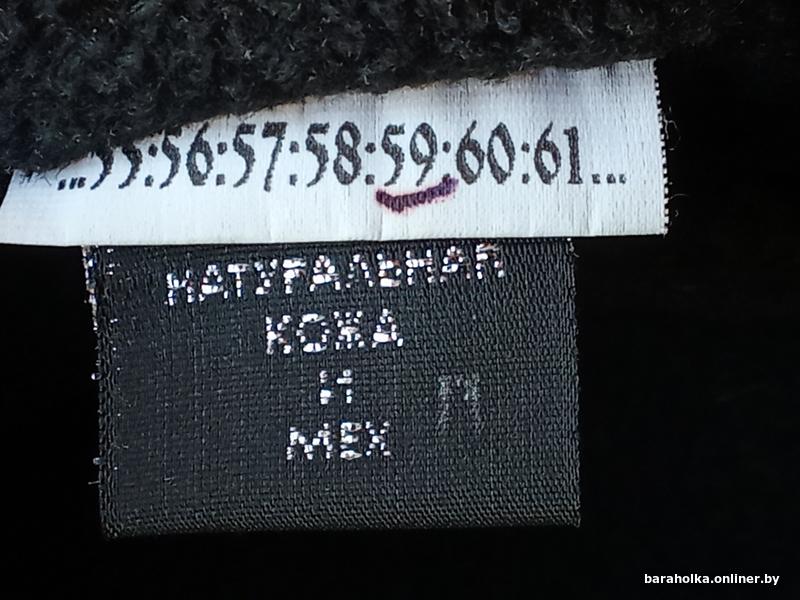 ...55:56:57:58:59:60:61...
НАТУРАЛЬНАЯ
КОЖА
И
МЕХ
baraholka.onliner.by